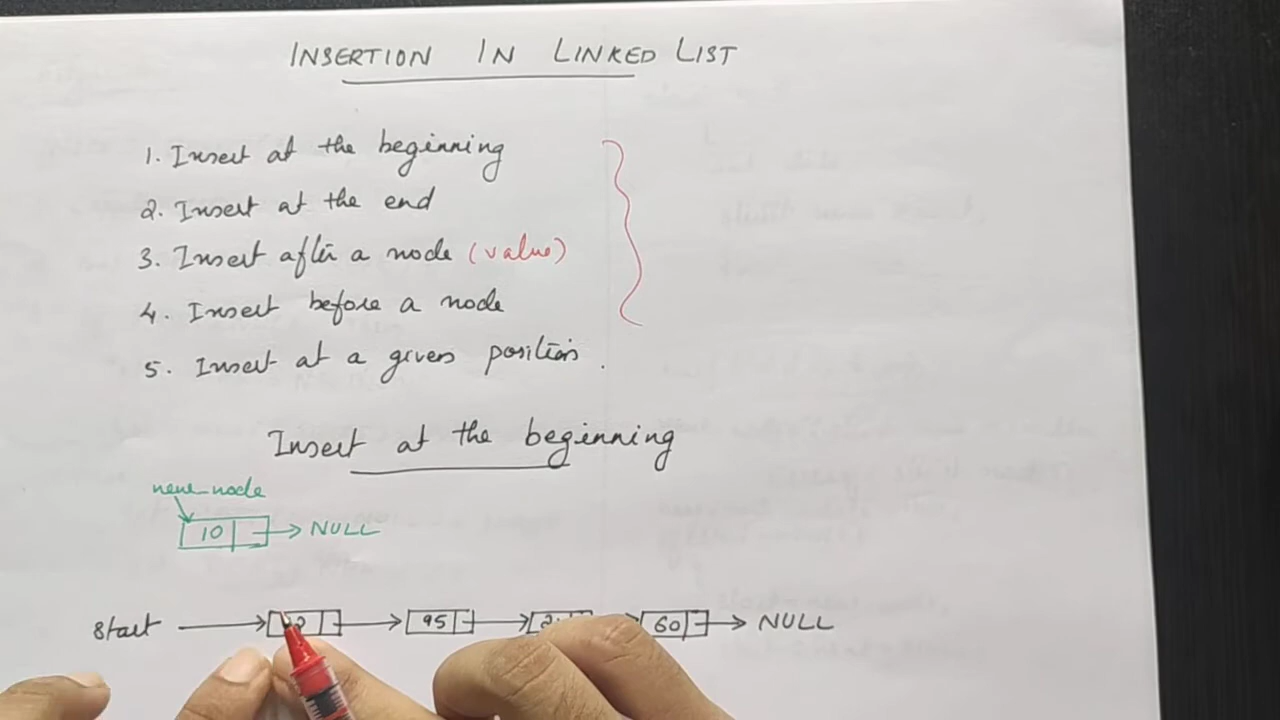 INSERTION IN LINKED LIST
1. Insert at the beginning
2. Insert at the end
3. Insert after a node (value)
4. Insert before a node
5. Insert at a given position.
Insert at the beginning
new_node
10 → NULL
start → → 95 → → 60 → NULL